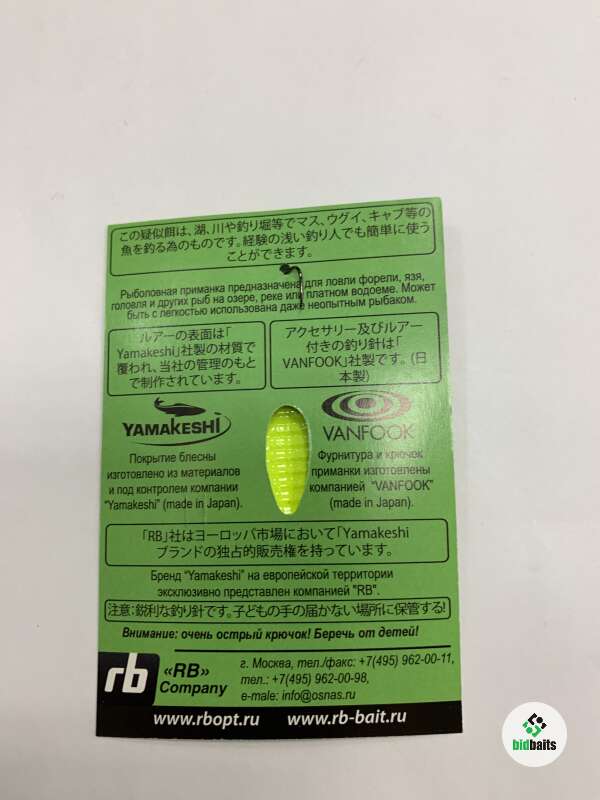 この疑似餌は、湖、川や釣り堀等でマス、ウグイ、キャブ等の
魚を釣る為のものです。経験の浅い釣り人でも簡単に使う
ことができます。
Рыболовная приманка предназначена для ловли форели, язя,
головля и других рыб на озере, реке или платном водоеме. Может
быть с легкостью использована даже неопытным рыбаком.
ルアーの表面は「
Yamakeshi」社製の材質で
覆われ、当社の管理のもと
で制作されています。
アクセサリー及びルアー
付きの釣り針は「
VANFOOK」社製です。(日
本製)
YAMAKESHI
Покрытие блесны
изготовлено из материалов
и под контролем компании
“Yamakeshi” (made in Japan).
VANFOOK
Фурнитура и крючок
приманки изготовлены
компанией “VANFOOK”
(made in Japan).
「RB」社はヨーロッパ市場において「Yamakeshi
ブランドの独占的販売権を持っています。
Бренд “Yamakeshi” на европейской территории
эксклюзивно представлен компанией "RB".
注意：鋭利な釣り針です。子どもの手の届かない場所に保管する!
Внимание: очень острый крючок! Беречь от детей!
rb
«RB»
Company
г. Москва, тел./факс: +7(495) 962-00-11,
тел.: +7(495) 962-00-98,
e-male: info@osnas.ru
www.rbopt.ru www.rb-bait.ru
bidbaits